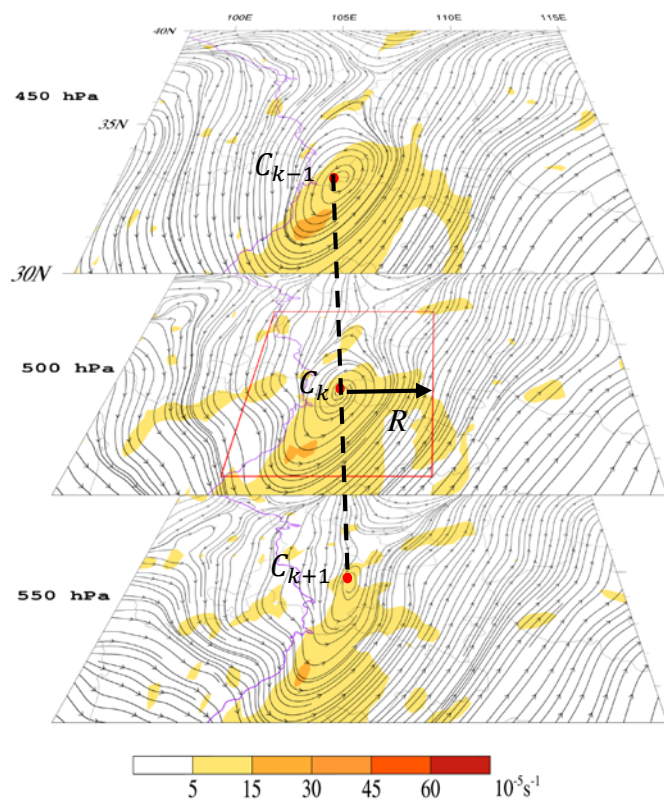 100E 105E 110E 115E
40N
450 hPa
35N
C_{k-1}
30N
500 hPa
C_k
R
C_{k+1}
550 hPa
5 15 30 45 60 10^{-5}s^{-1}